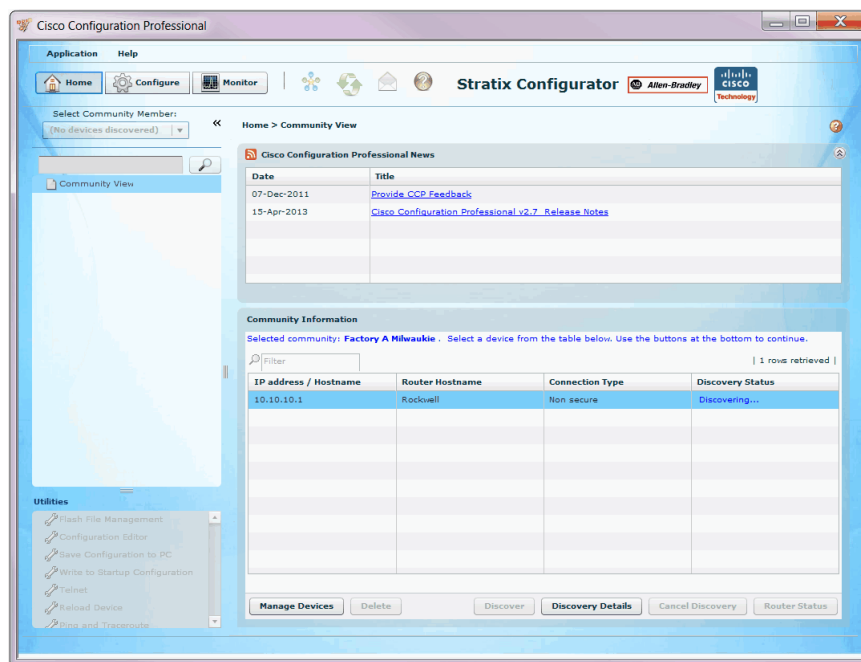 Cisco Configuration Professional
Application Help
Home Configure Monitor
Stratix Configurator
Allen-Bradley
CISCO
Technology
Select Community Member:
(No devices discovered)
Community View
Home > Community View
Cisco Configuration Professional News
Date Title
07-Dec-2011 Provide CCP Feedback
15-Apr-2013 Cisco Configuration Professional v2.7 Release Notes
Community Information
Selected community: Factory A Milwaukie . Select a device from the table below. Use the buttons at the bottom to continue.
Filter | 1 rows retrieved |
IP address / Hostname Router Hostname Connection Type Discovery Status
10.10.10.1 Rockwell Non secure Discovering...
Utilities
Flash File Management
Configuration Editor
Save Configuration to PC
Write to Startup Configuration
Telnet
Reload Device
Ping and Traceroute
Manage Devices Delete Discover Discovery Details Cancel Discovery Router Status